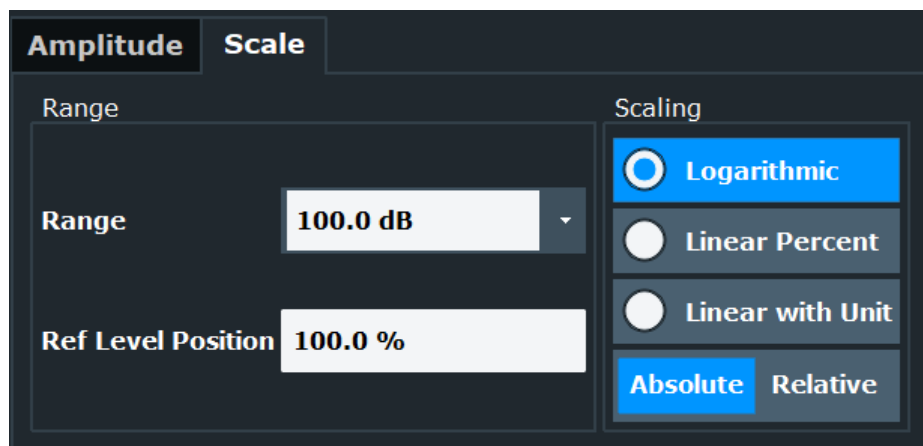 Amplitude Scale
Range
Range 100.0 dB
Ref Level Position 100.0 %
Scaling
Logarithmic
Linear Percent
Linear with Unit
Absolute Relative